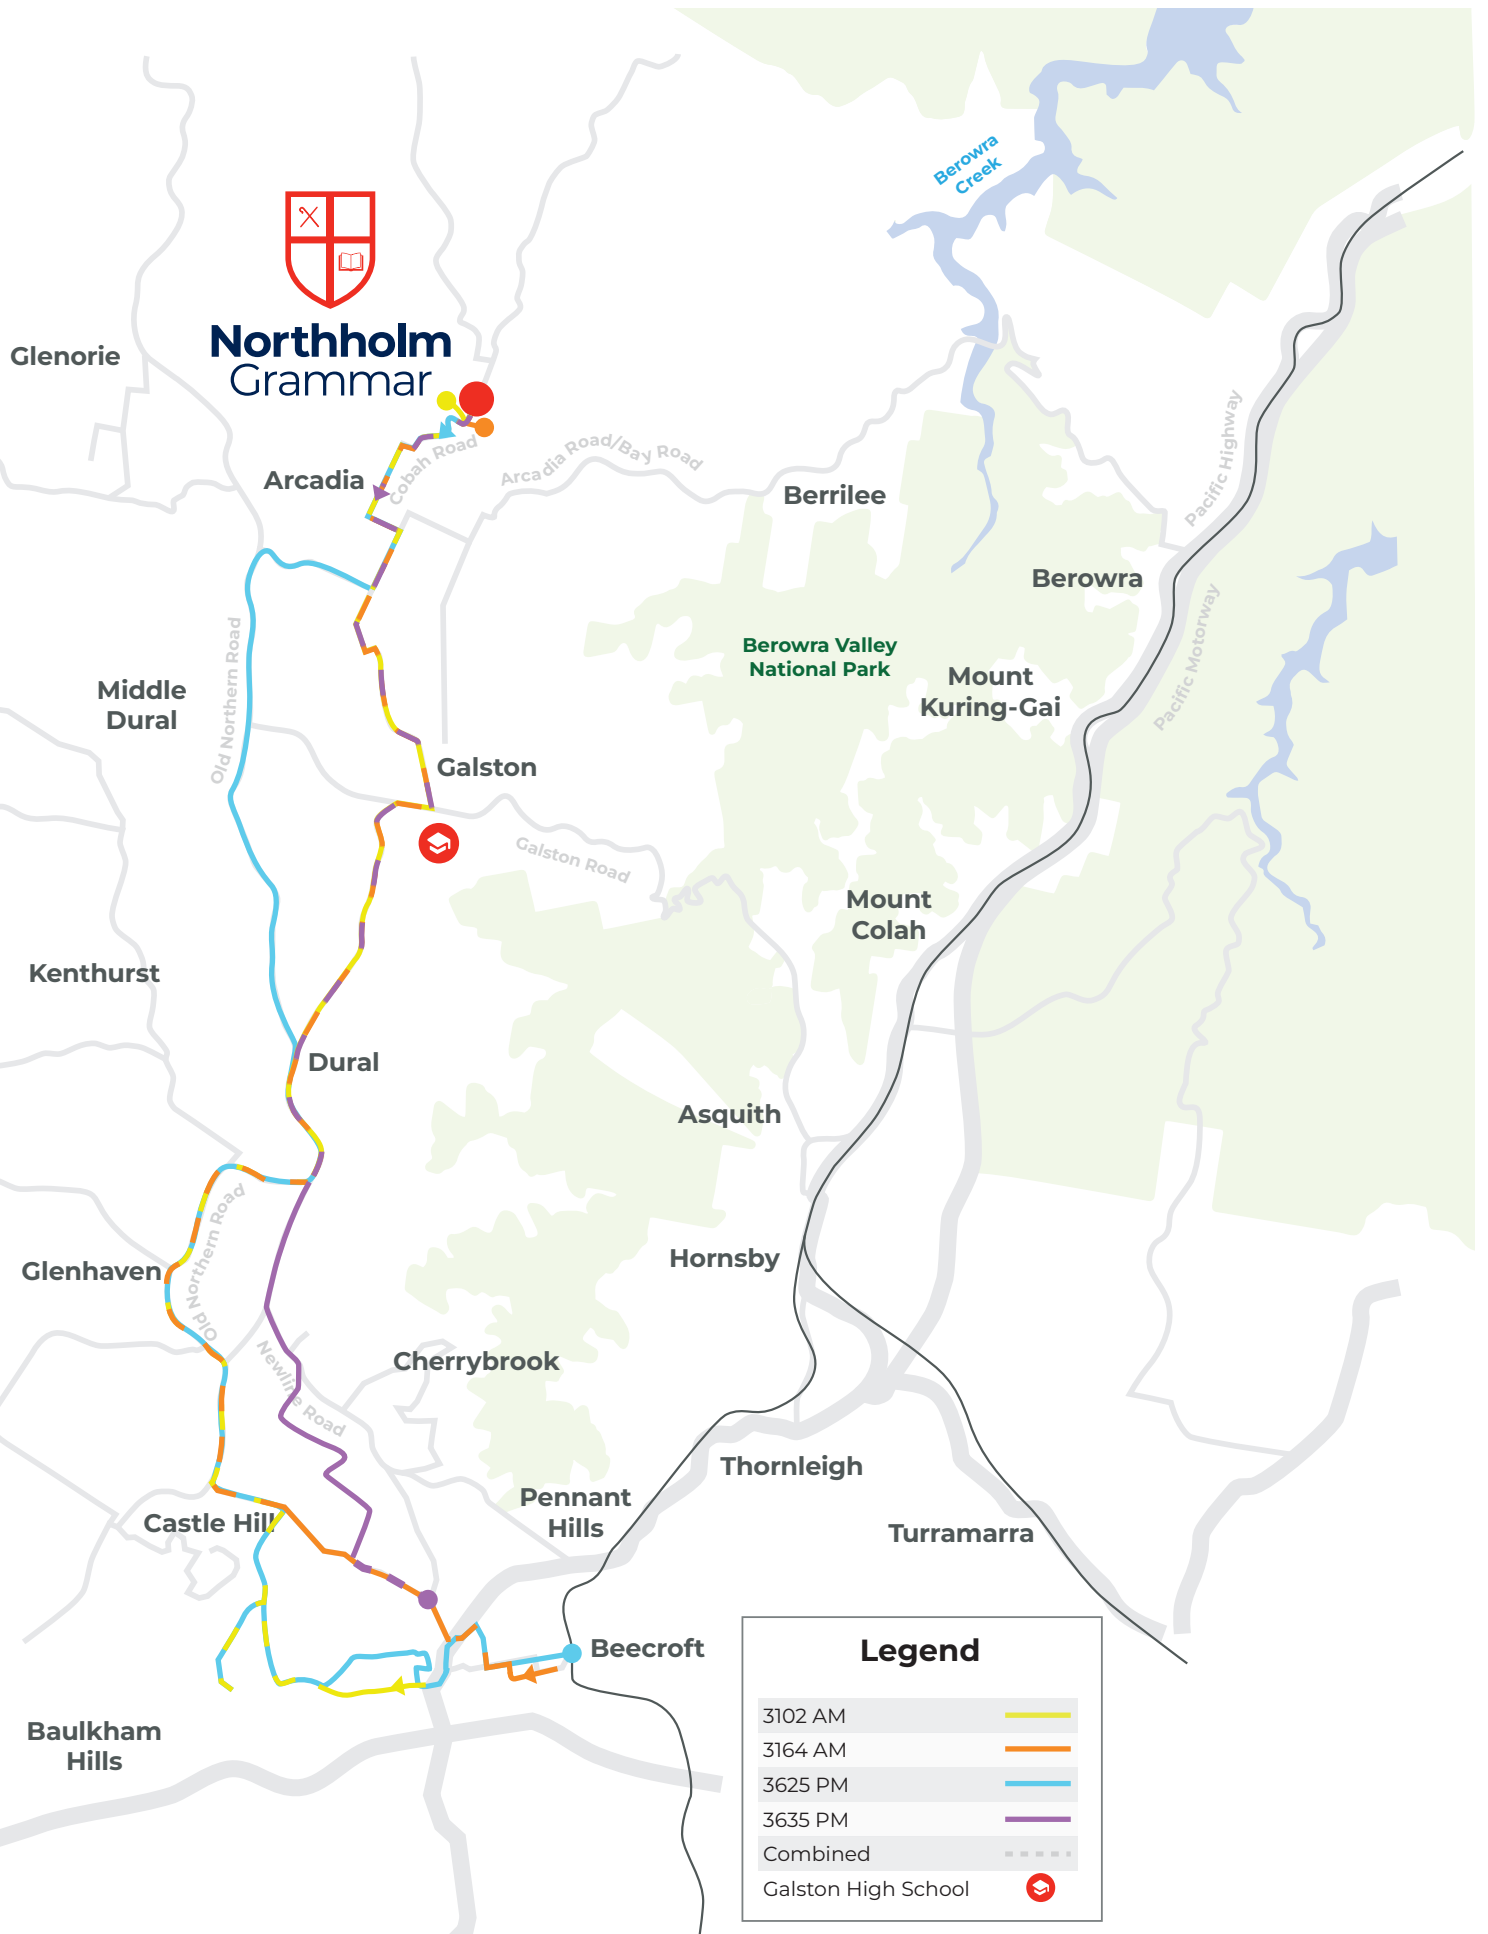 Berowra
Creek
Northholm
Grammar
Glenorie
Pacific Highway
Arcadia Road/Bay Road
Cobah Road
Arcadia
Berrilee
Berowra
Pacific Motorway
Old Northern Road
Berowra Valley
National Park
Mount
Kuring-Gai
Middle
Dural
Galston
Galston Road
Mount
Colah
Kenthurst
Dural
Asquith
Old Northern Road
Glenhaven
Hornsby
Newline Road
Cherrybrook
Thornleigh
Pennant
Hills
Castle Hill
Turramarra
Beecroft
Baulkham
Hills
Legend
3102 AM
3164 AM
3625 PM
3635 PM
Combined
Galston High School